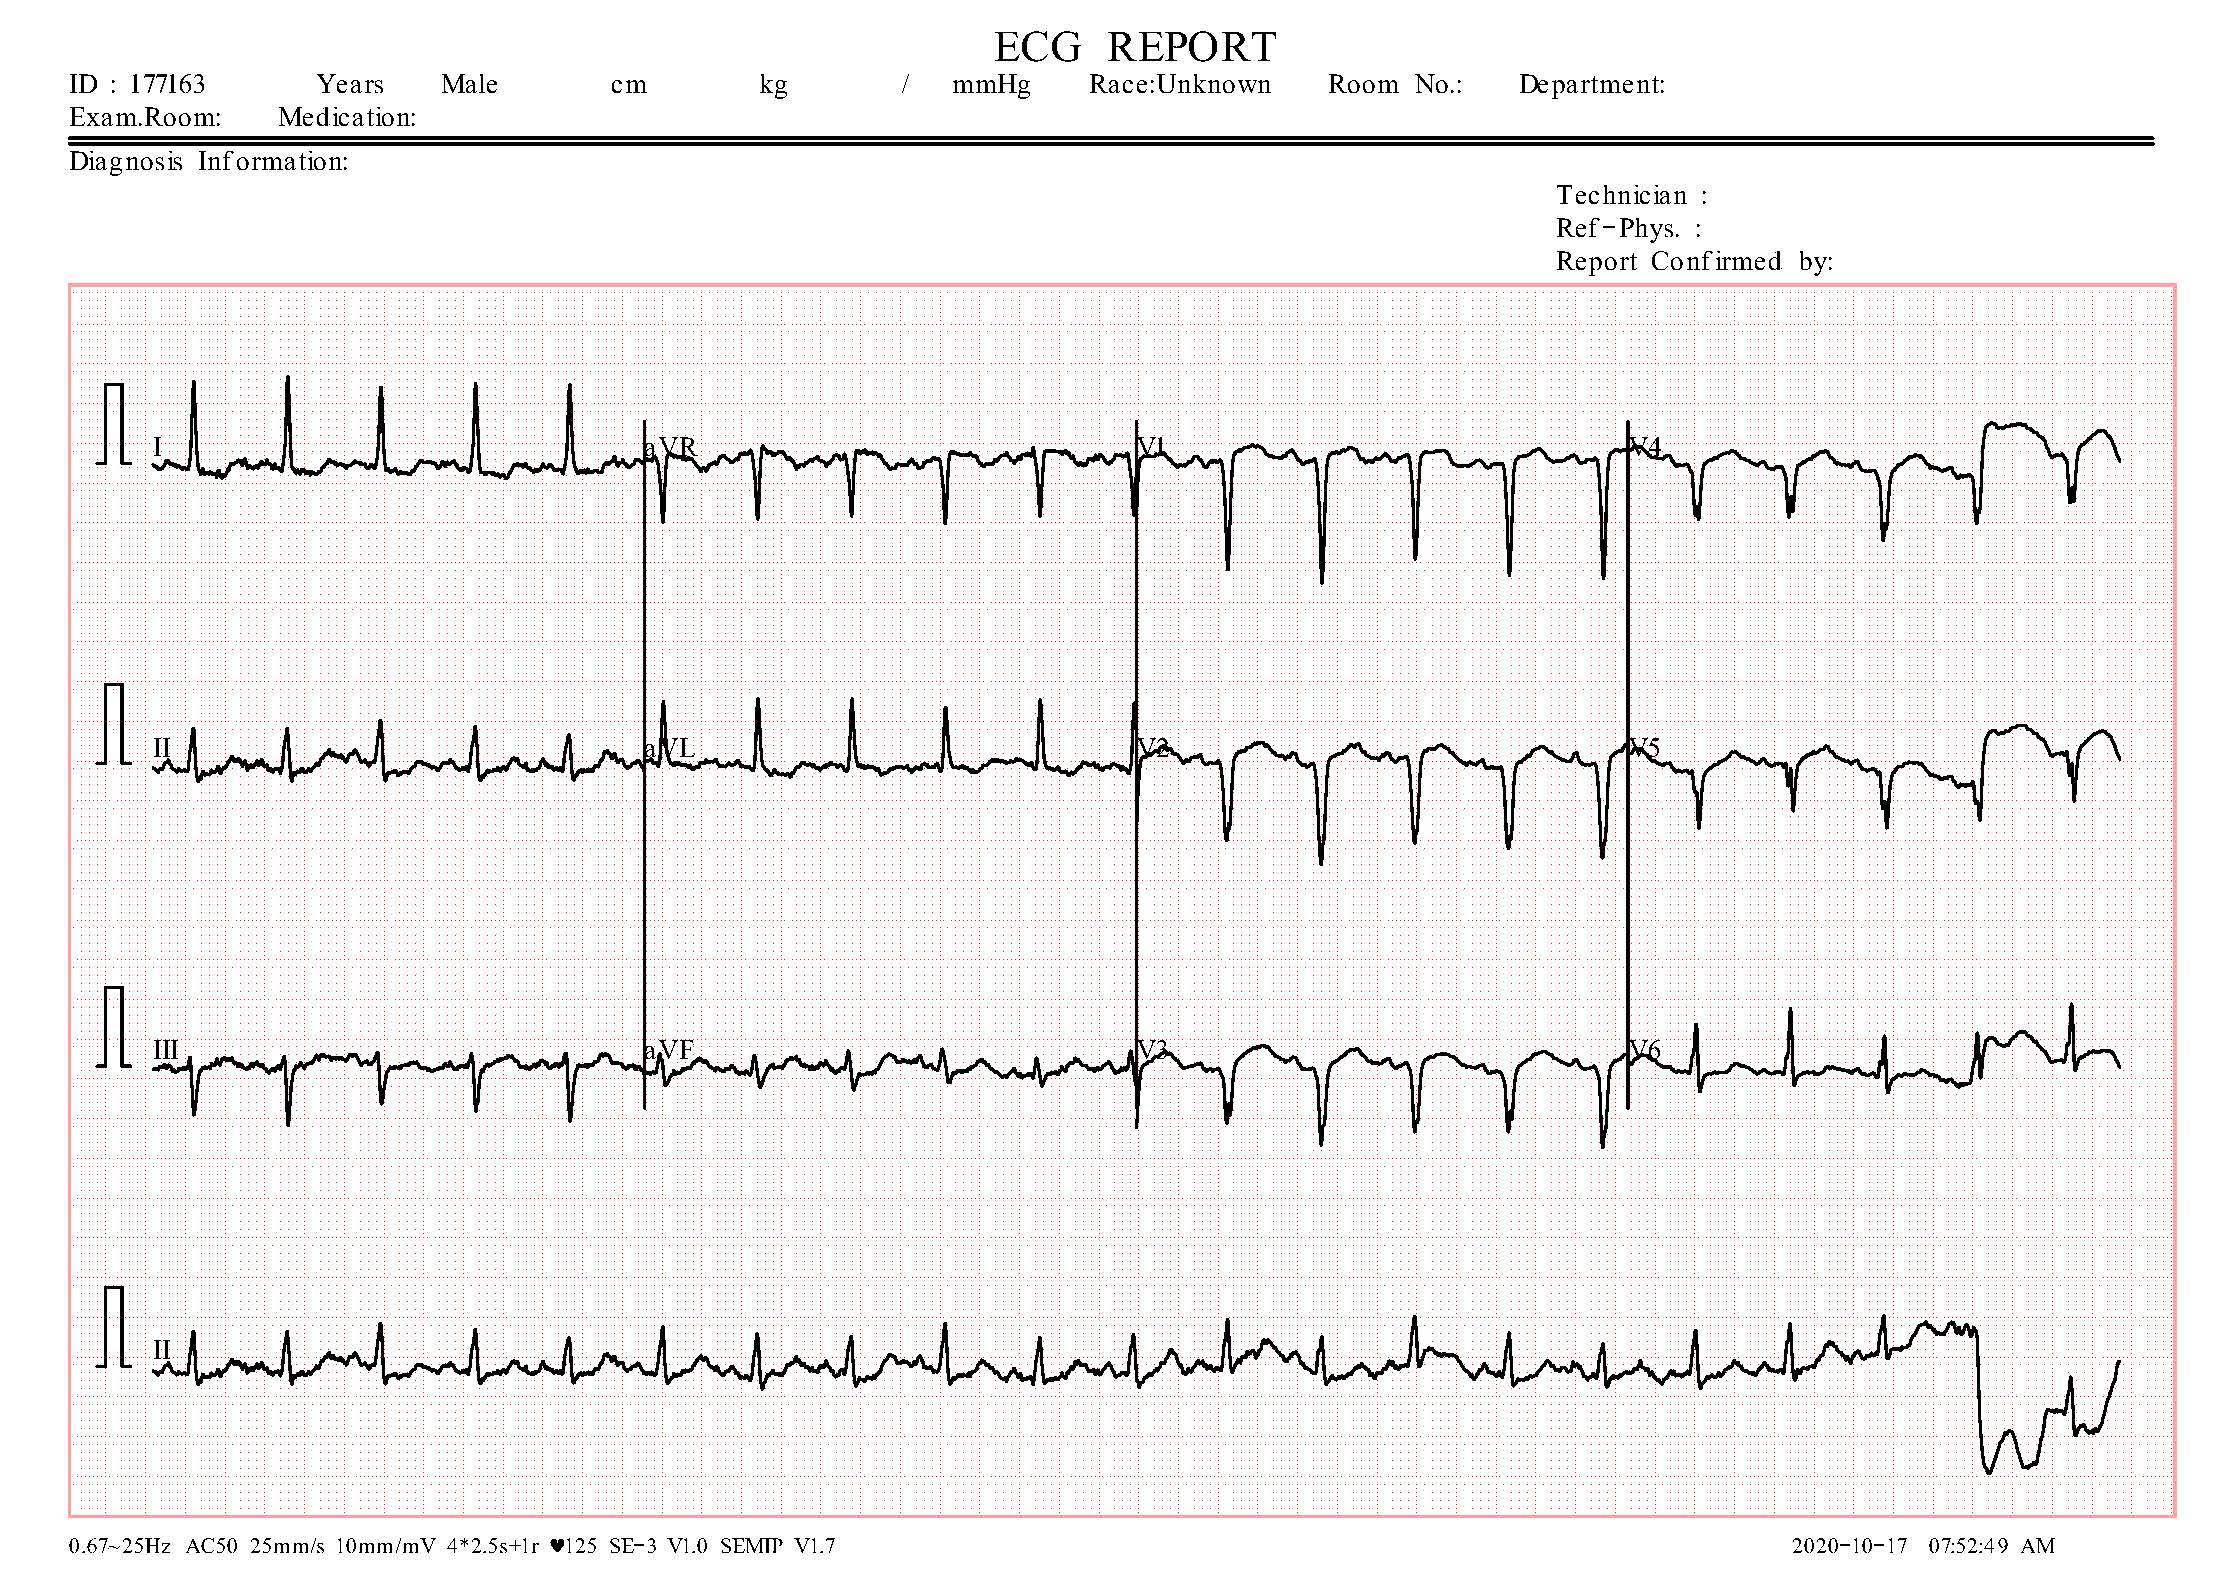 ECG REPORT
ID : 177163 Years Male cm kg / mmHg Race:Unknown Room No.: Department:
Exam.Room: Medication:
Diagnosis Information:
Technician :
Ref-Phys. :
Report Confirmed by:
I aVR V1 V4
II aVL V2 V5
III aVF V3 V6
II
0.67~25Hz AC50 25mm/s 10mm/mV 4*2.5s+1r ♥125 SE-3 V1.0 SEMIP V1.7 2020-10-17 07:52:49 AM